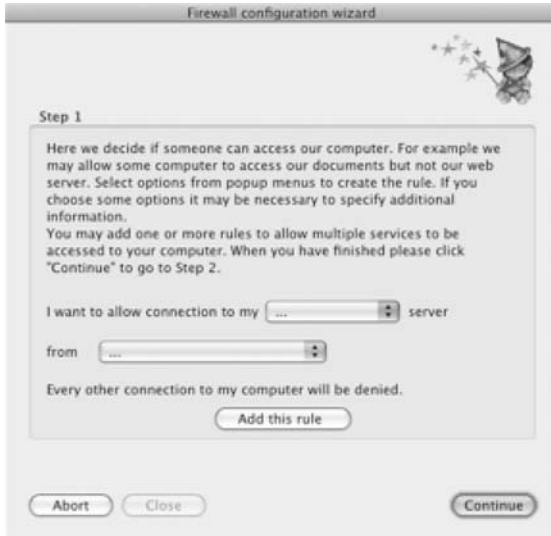 Firewall configuration wizard
Step 1
Here we decide if someone can access our computer. For example we
may allow some computer to access our documents but not our web
server. Select options from popup menus to create the rule. If you
choose some options it may be necessary to specify additional
information.
You may add one or more rules to allow multiple services to be
accessed to your computer. When you have finished please click
"Continue" to go to Step 2.
I want to allow connection to my ... server
from ...
Every other connection to my computer will be denied.
Add this rule
Abort Close Continue